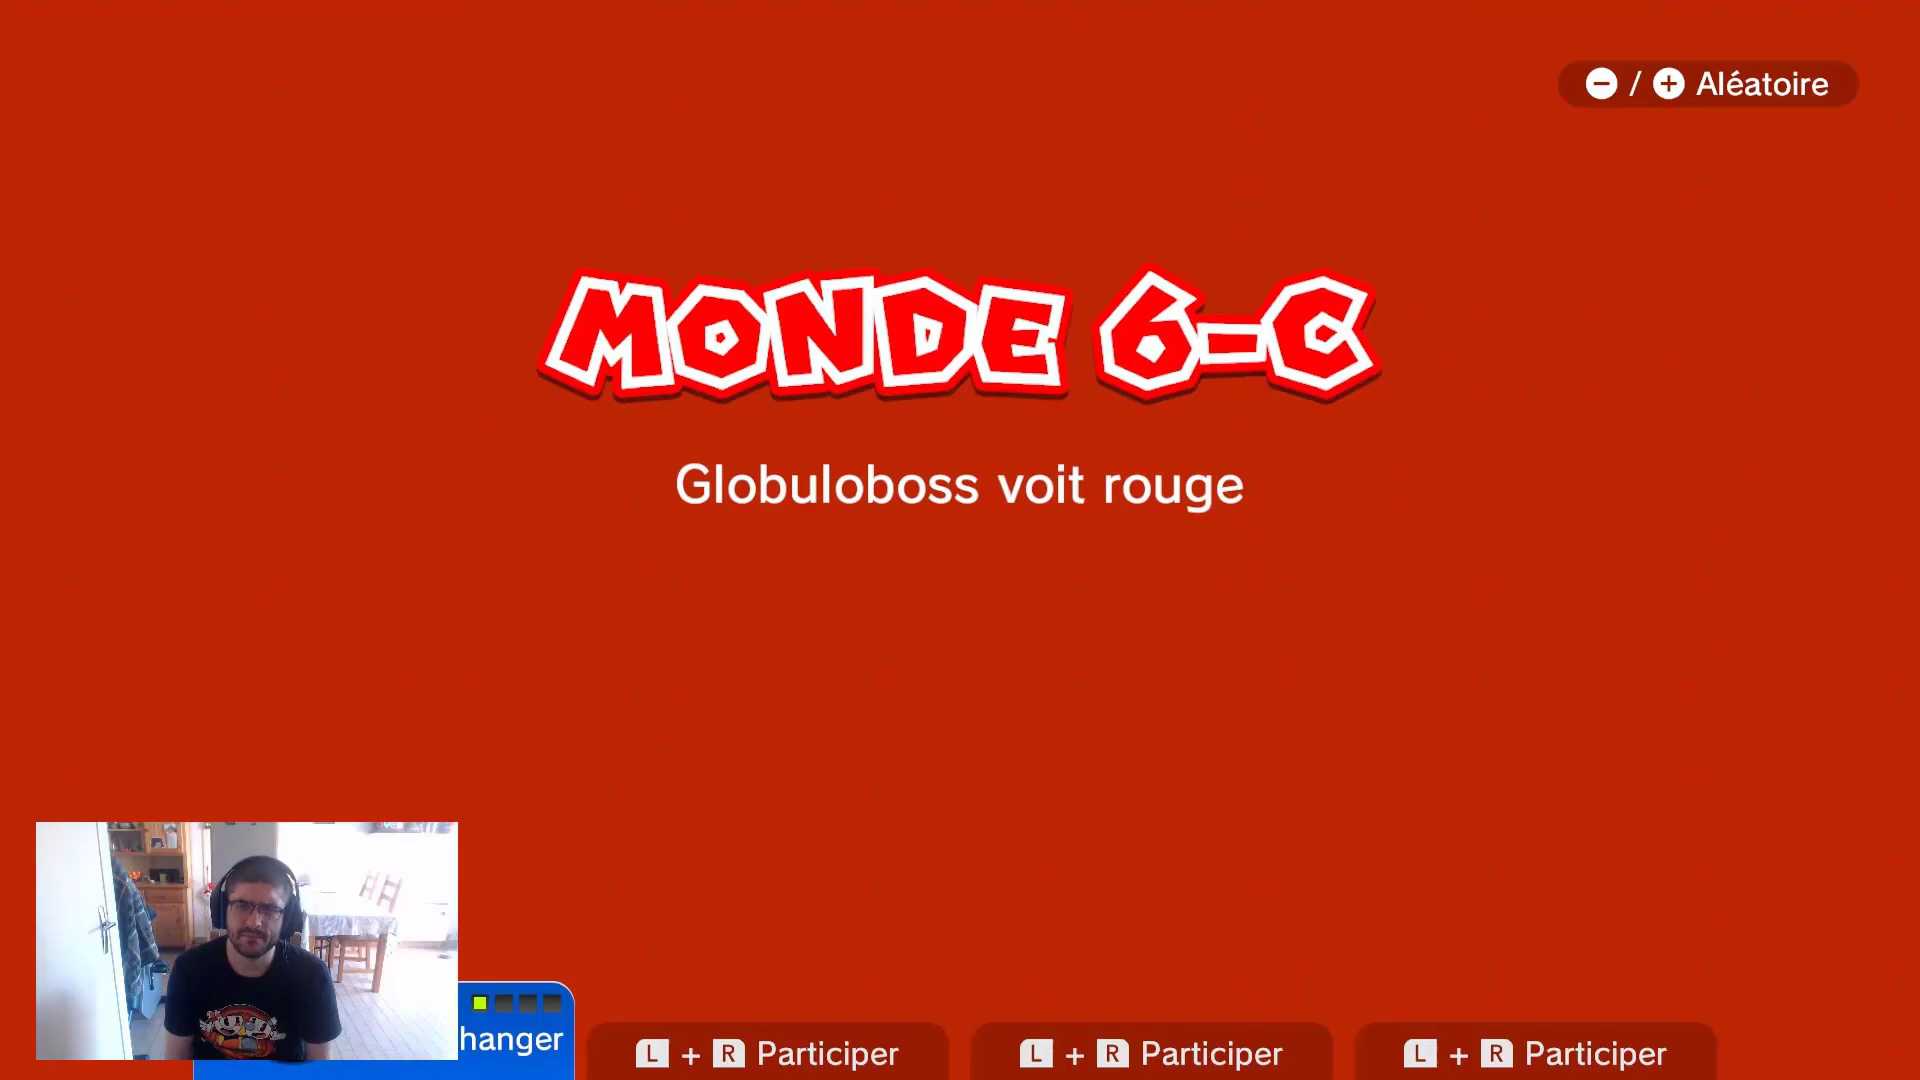 − / + Aléatoire
MONDE 6-C
Globuloboss voit rouge
hanger
L + R Participer
L + R Participer
L + R Participer